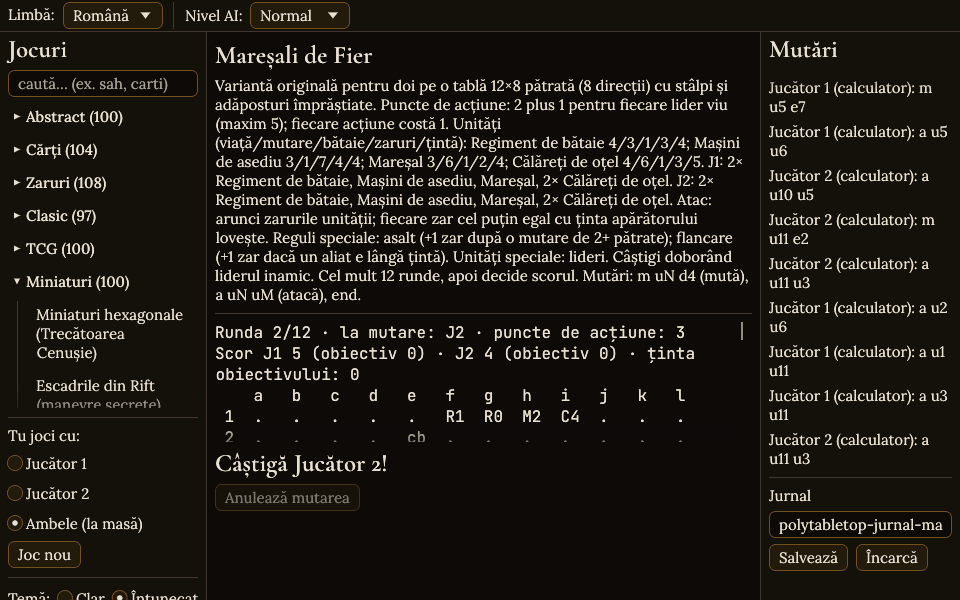 Limbă: Română ▼ Nivel AI: Normal ▼
Jocuri
caută... (ex. sah, carti)
▸ Abstract (100)
▸ Cărți (104)
▸ Zaruri (108)
▸ Clasic (97)
▸ TCG (100)
▾ Miniaturi (100)
Miniaturi hexagonale
(Trecătoarea
Cenușie)
Escadrile din Rift
(manevre secrete)
Tu joci cu:
Jucător 1
Jucător 2
Ambele (la masă)
Joc nou
Temă: Clar Întunecat
Mareșali de Fier
Variantă originală pentru doi pe o tablă 12×8 pătrată (8 direcții) cu stâlpi și
adăposturi împrăștiate. Puncte de acțiune: 2 plus 1 pentru fiecare lider viu
(maxim 5); fiecare acțiune costă 1. Unități
(viață/mutare/bătaie/zaruri/țintă): Regiment de bătaie 4/3/1/3/4; Mașini
de asediu 3/1/7/4/4; Mareșal 3/6/1/2/4; Călăreți de oțel 4/6/1/3/5. J1: 2×
Regiment de bătaie, Mașini de asediu, Mareșal, 2× Călăreți de oțel. J2: 2×
Regiment de bătaie, Mașini de asediu, Mareșal, 2× Călăreți de oțel. Atac:
arunci zarurile unității; fiecare zar cel puțin egal cu ținta apărătorului
lovește. Reguli speciale: asalt (+1 zar după o mutare de 2+ pătrate); flancare
(+1 zar dacă un aliat e lângă țintă). Unități speciale: lideri. Câștigi doborând
liderul inamic. Cel mult 12 runde, apoi decide scorul. Mutări: m uN d4 (mută),
a uN uM (atacă), end.
Runda 2/12 · la mutare: J2 · puncte de acțiune: 3
Scor J1 5 (obiectiv 0) · J2 4 (obiectiv 0) · ținta
obiectivului: 0
a b c d e f g h i j k l
1 . . . . . R1 R0 M2 C4 . . .
2 . . . . cb . . . . . . .
Câștigă Jucător 2!
Anulează mutarea
Mutări
Jucător 1 (calculator): m
u5 e7
Jucător 1 (calculator): a u5
u6
Jucător 2 (calculator): a
u10 u5
Jucător 2 (calculator): m
u11 e2
Jucător 2 (calculator): a
u11 u3
Jucător 1 (calculator): a u2
u6
Jucător 1 (calculator): a u1
u11
Jucător 1 (calculator): a u3
u11
Jucător 2 (calculator): a
u11 u3
Jurnal
polytabletop-jurnal-ma
Salvează Încarcă